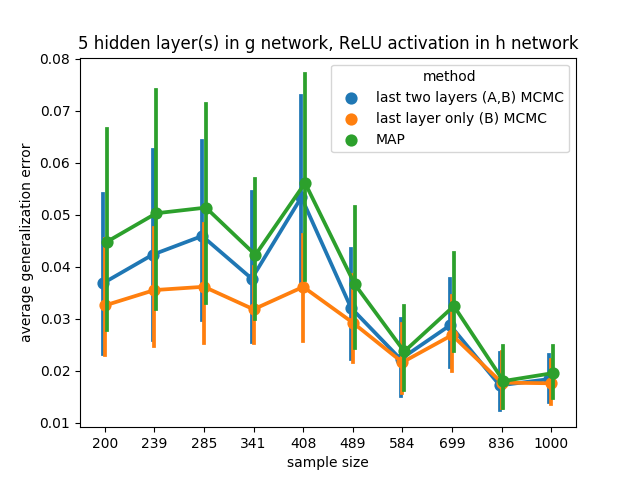 5 hidden layer(s) in g network, ReLU activation in h network
method
last two layers (A,B) MCMC
last layer only (B) MCMC
MAP
average generalization error
0.08
0.07
0.06
0.05
0.04
0.03
0.02
0.01
200 239 285 341 408 489 584 699 836 1000
sample size